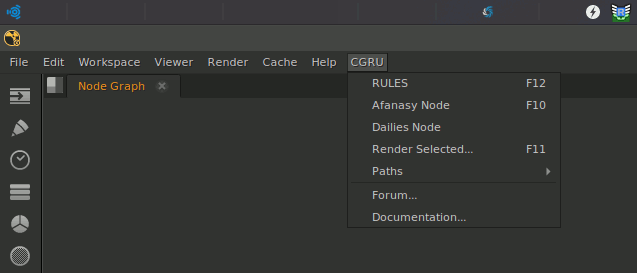 File Edit Workspace Viewer Render Cache Help CGRU
Node Graph
RULES F12
Afanasy Node F10
Dailies Node
Render Selected... F11
Paths
Forum...
Documentation...